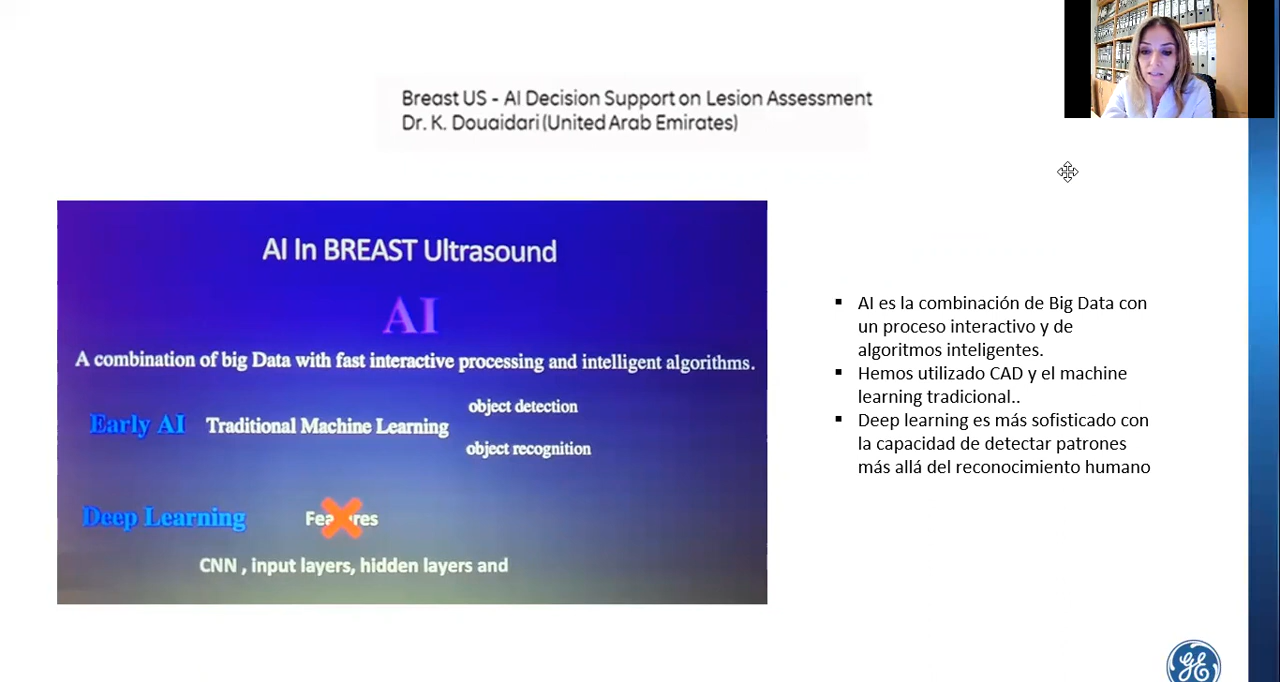 Breast US - AI Decision Support on Lesion Assessment
Dr. K. Douaidari (United Arab Emirates)
AI In BREAST Ultrasound
AI
A combination of big Data with fast interactive processing and intelligent algorithms.
object detection
Early AI Traditional Machine Learning
object recognition
Deep Learning
CNN , input layers, hidden layers and
▪ AI es la combinación de Big Data con
un proceso interactivo y de
algoritmos inteligentes.
▪ Hemos utilizado CAD y el machine
learning tradicional..
▪ Deep learning es más sofisticado con
la capacidad de detectar patrones
más allá del reconocimiento humano
GE